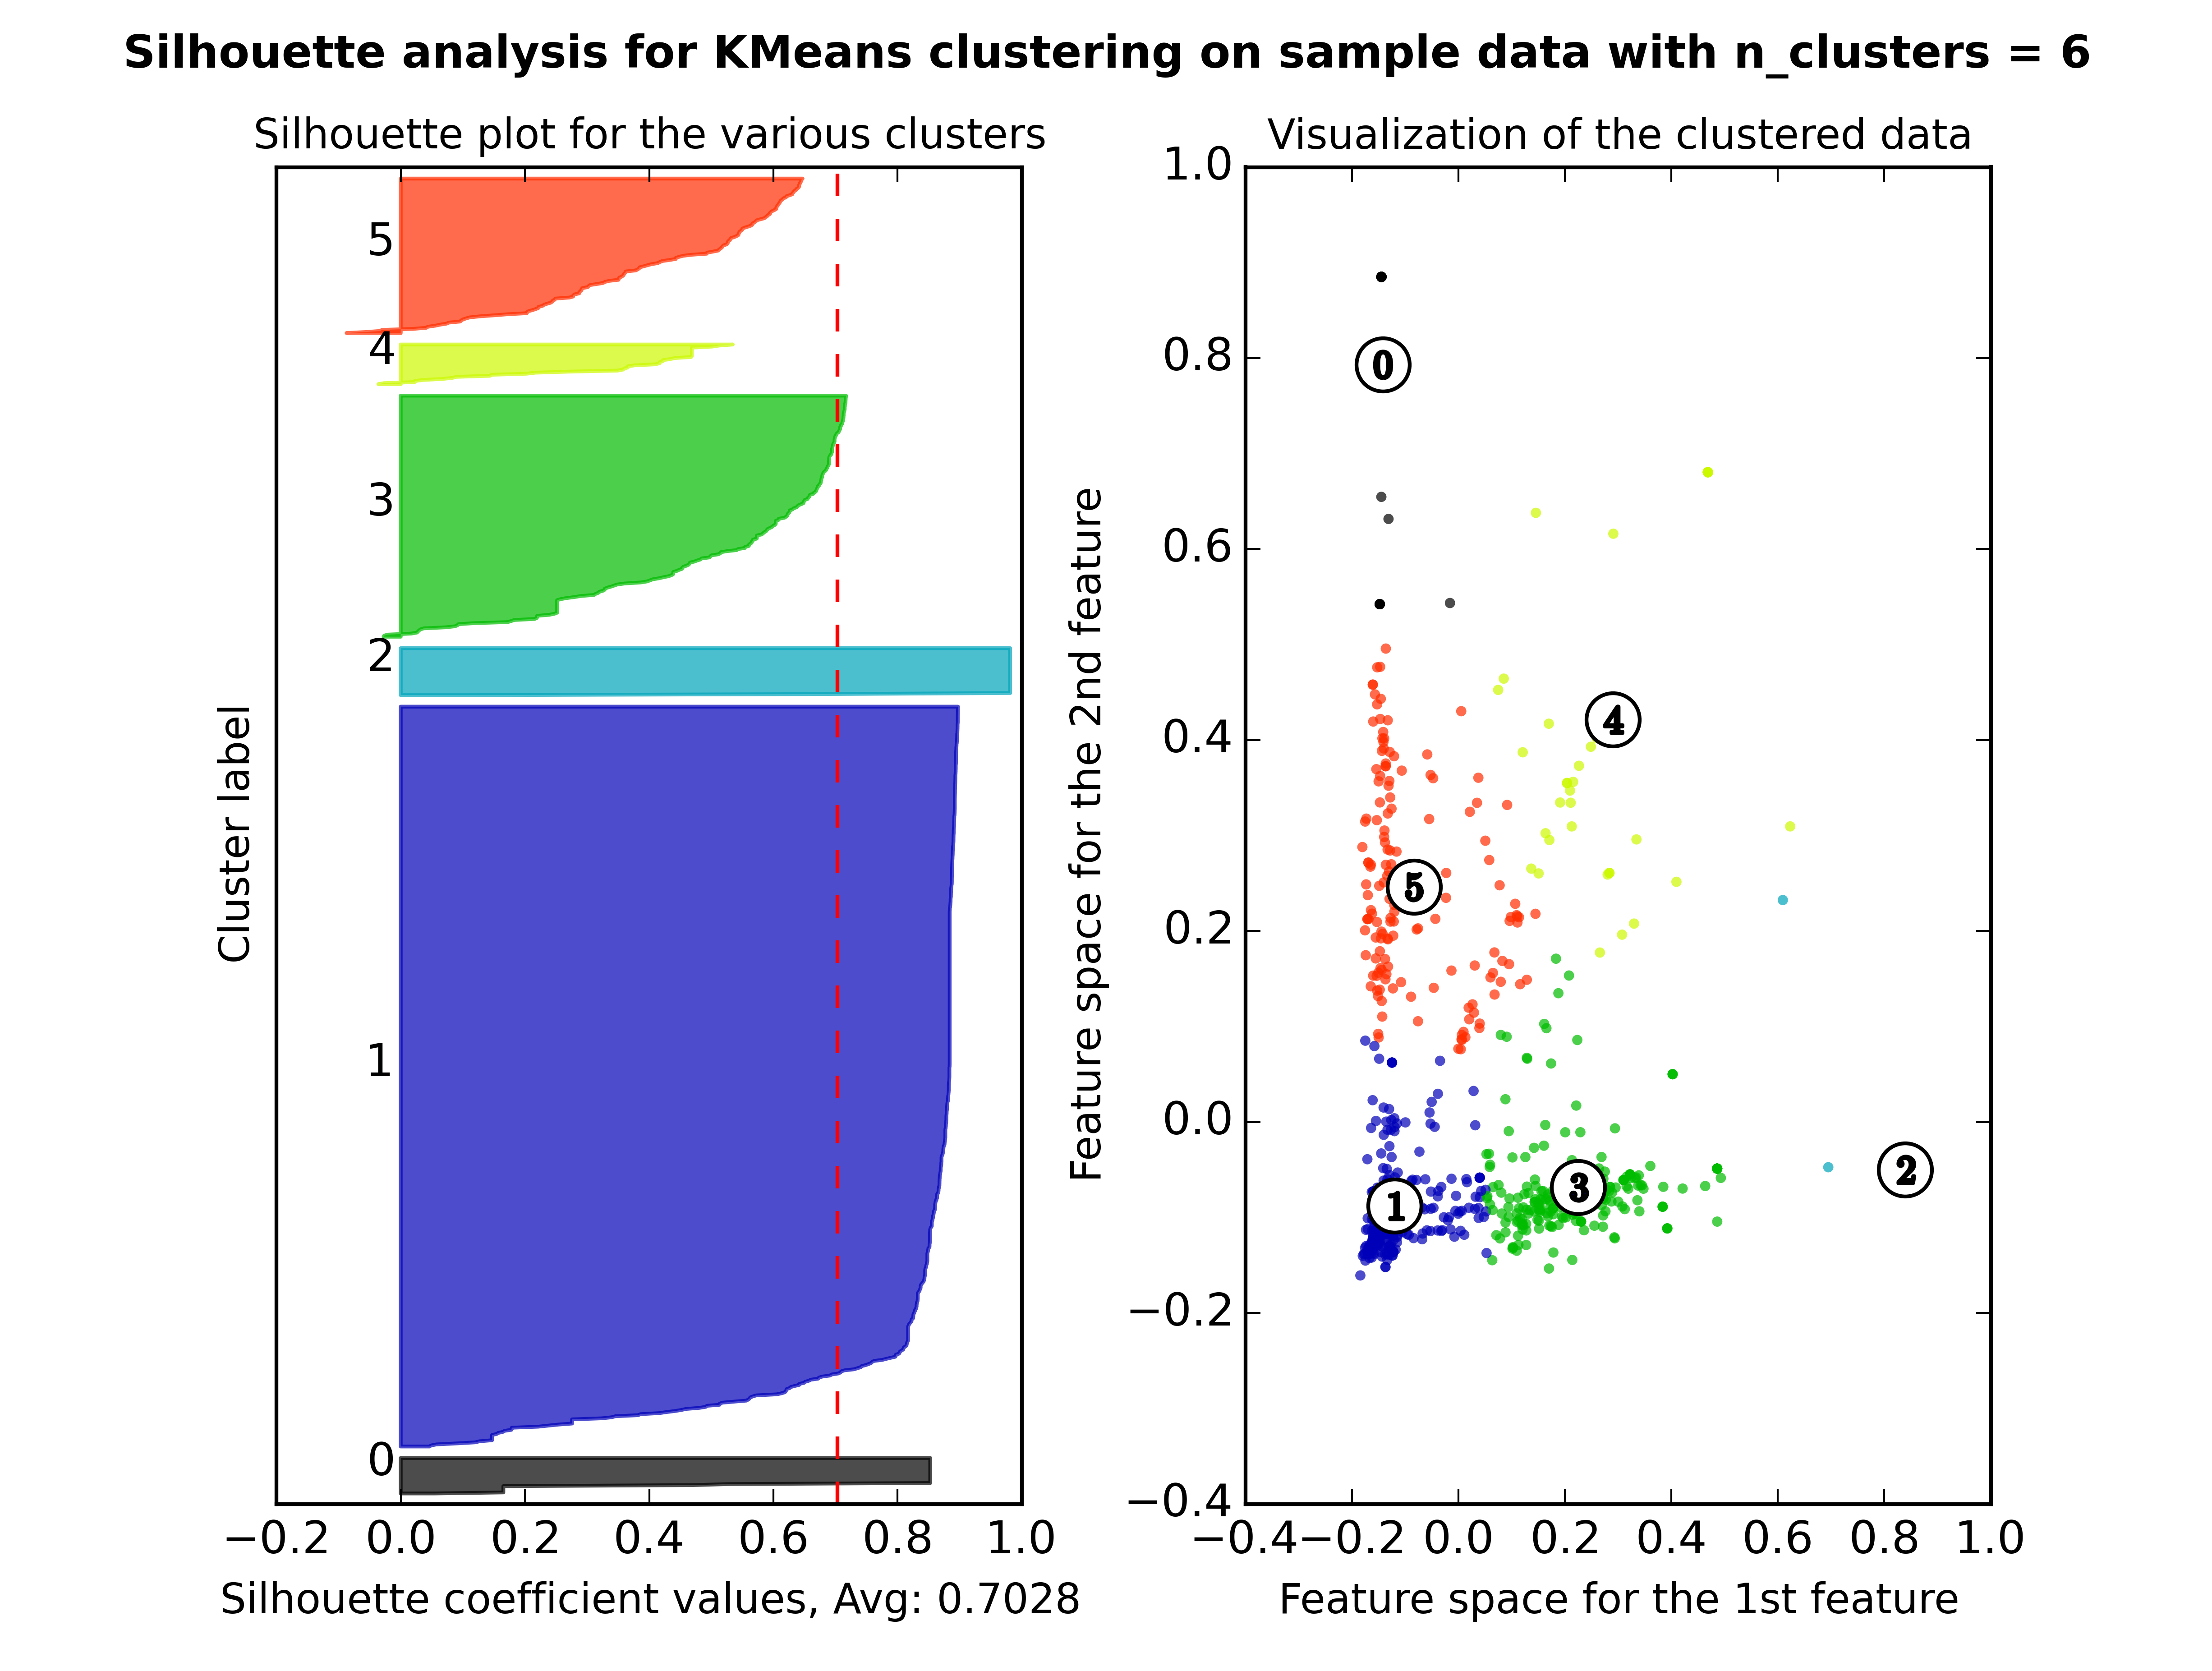 Silhouette analysis for KMeans clustering on sample data with n_clusters = 6
Silhouette plot for the various clusters
5
4
3
2
1
0
Cluster label
−0.2 0.0 0.2 0.4 0.6 0.8 1.0
Silhouette coefficient values, Avg: 0.7028
Visualization of the clustered data
1.0
0.8
0.6
0.4
0.2
0.0
−0.2
−0.4
Feature space for the 2nd feature
0
4
5
2
3
1
−0.4 −0.2 0.0 0.2 0.4 0.6 0.8 1.0
Feature space for the 1st feature